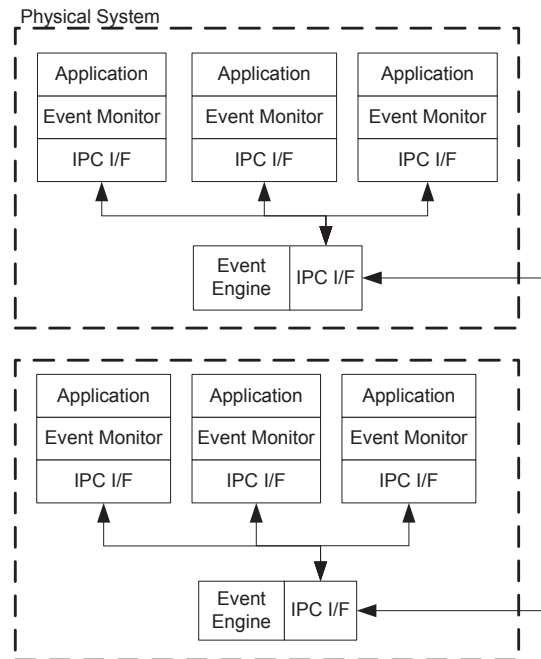 Physical System
Application
Event Monitor
IPC I/F
Application
Event Monitor
IPC I/F
Application
Event Monitor
IPC I/F
Event
Engine
IPC I/F
Application
Event Monitor
IPC I/F
Application
Event Monitor
IPC I/F
Application
Event Monitor
IPC I/F
Event
Engine
IPC I/F